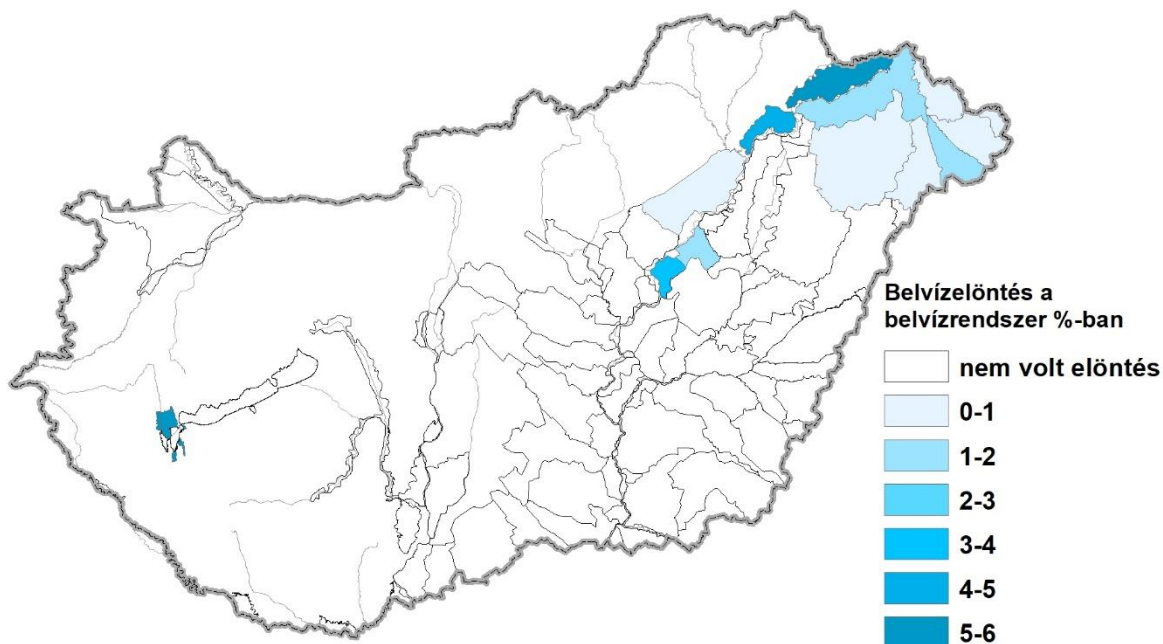 Belvízelöntés a
belvízrendszer %-ban
nem volt elöntés
0-1
1-2
2-3
3-4
4-5
5-6